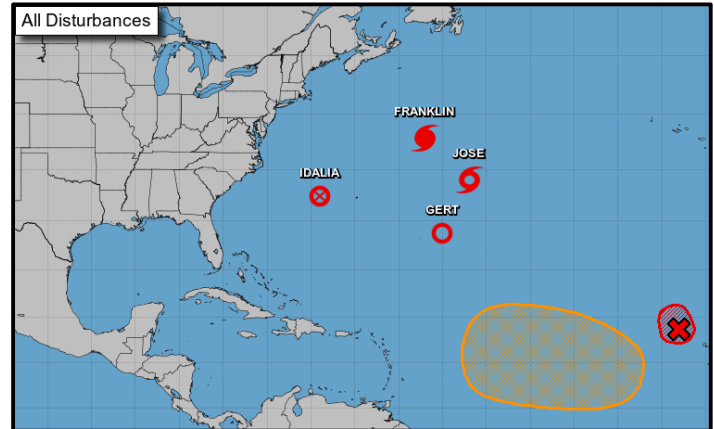 All Disturbances
FRANKLIN
JOSE
IDALIA
GERT